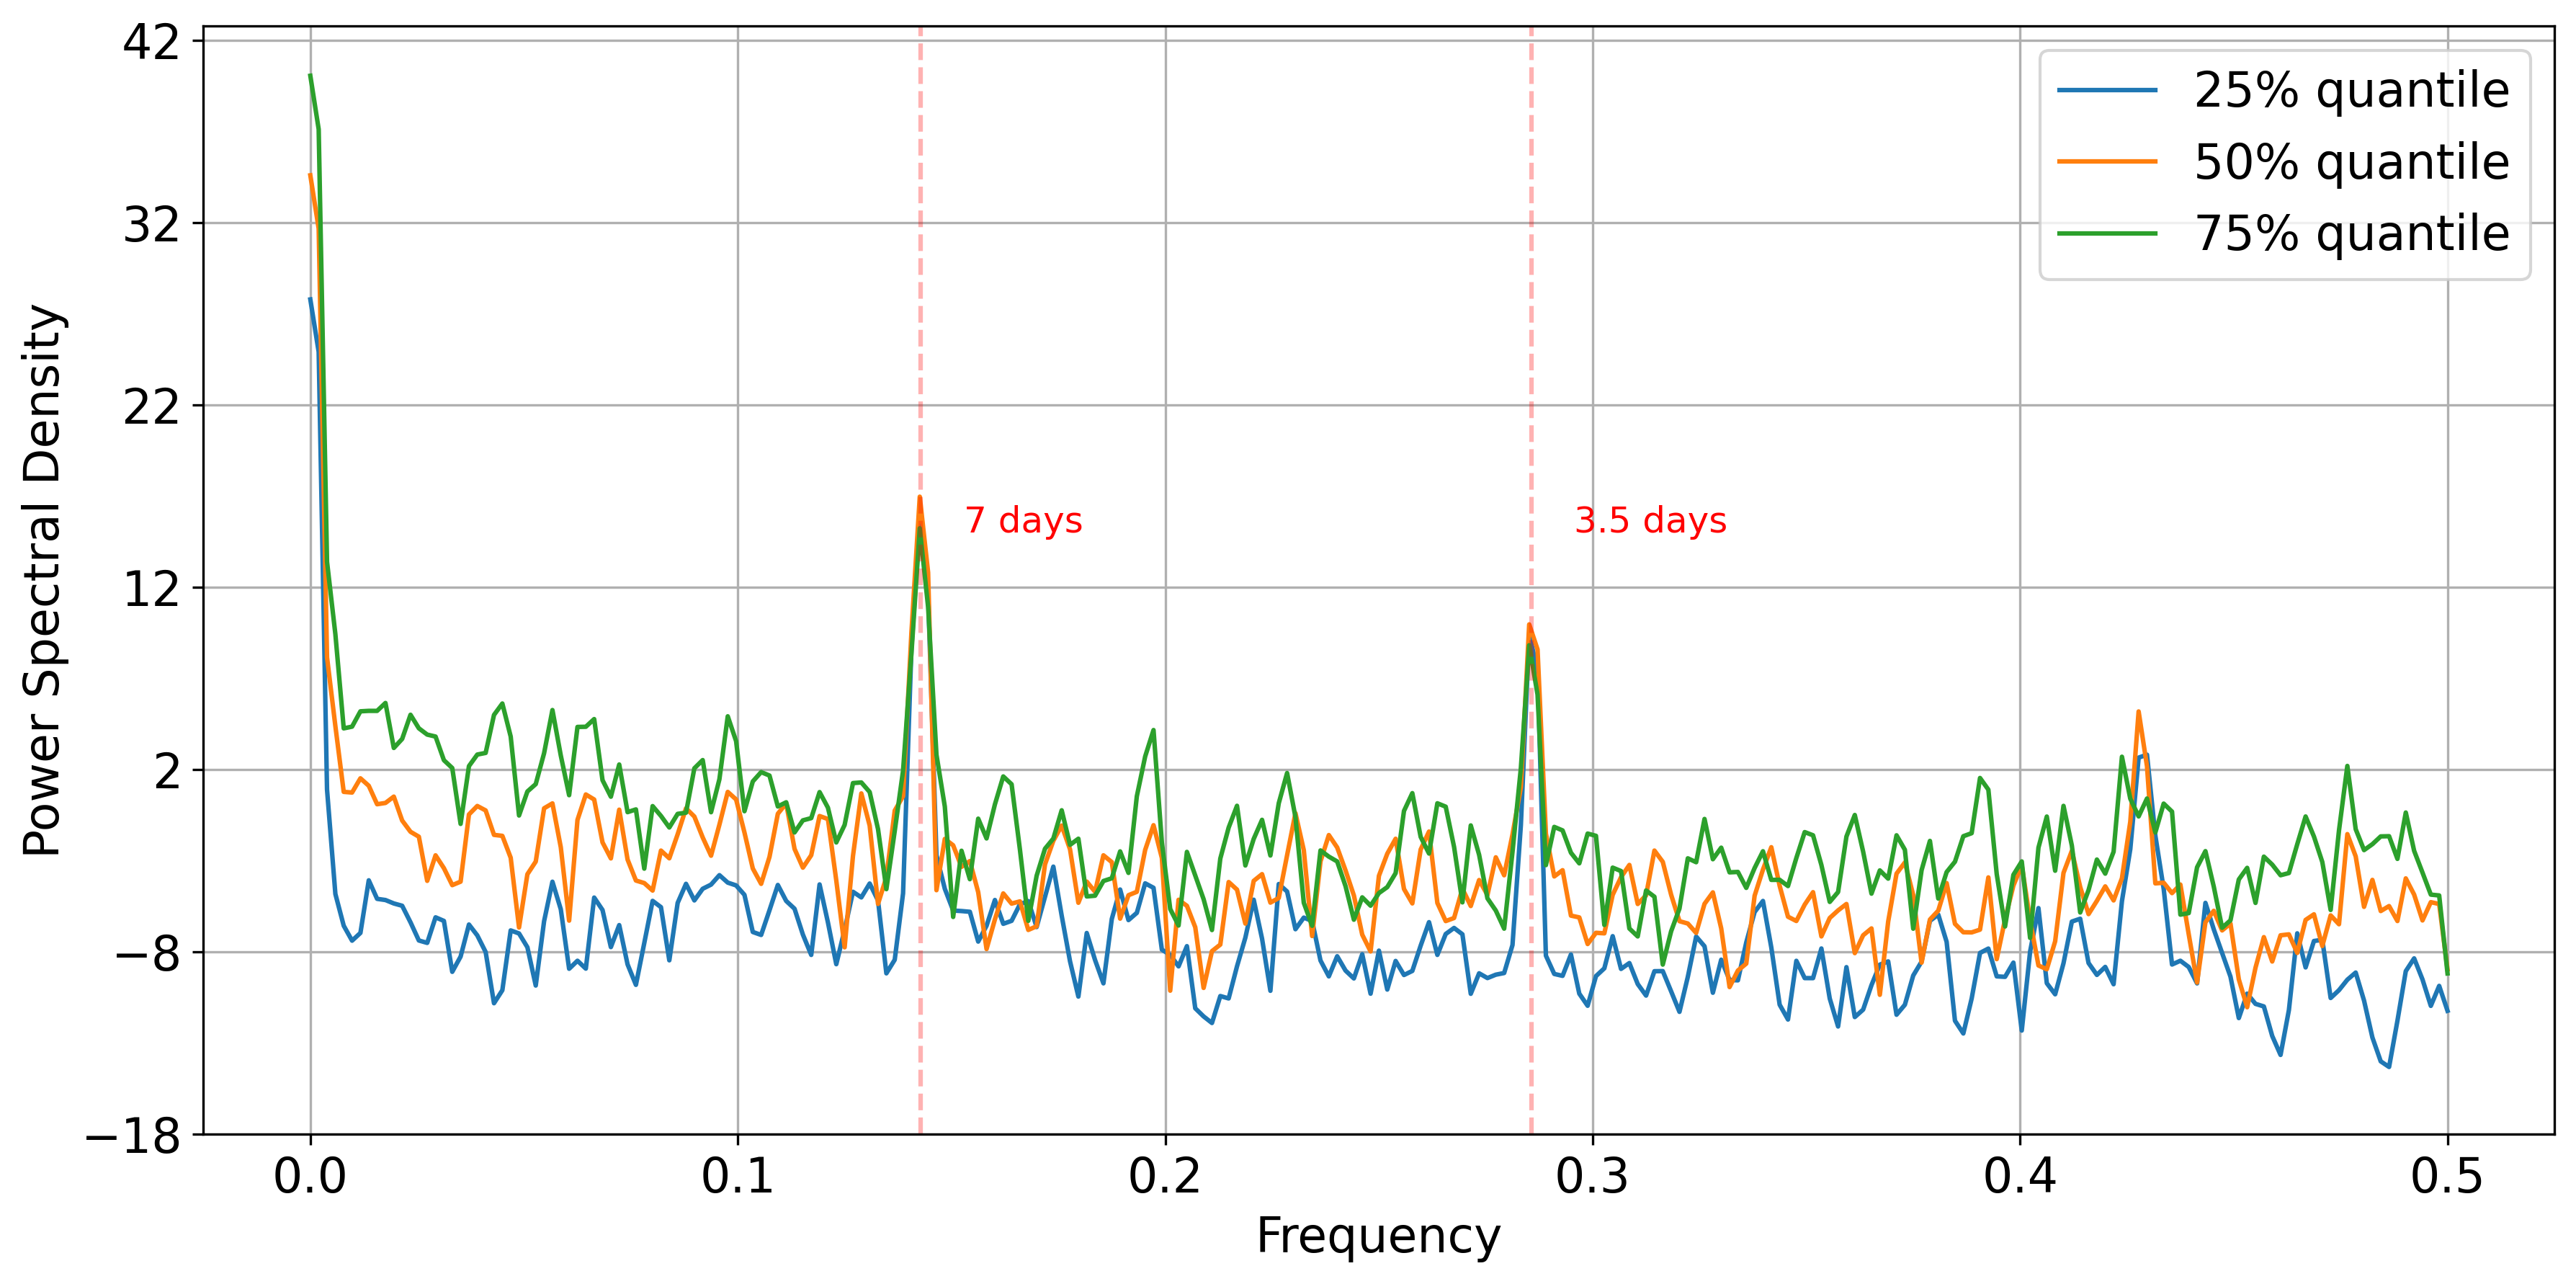 42
32
22
12
2
−8
−18
Power Spectral Density
0.0
0.1
0.2
0.3
0.4
0.5
Frequency
7 days
3.5 days
25% quantile
50% quantile
75% quantile